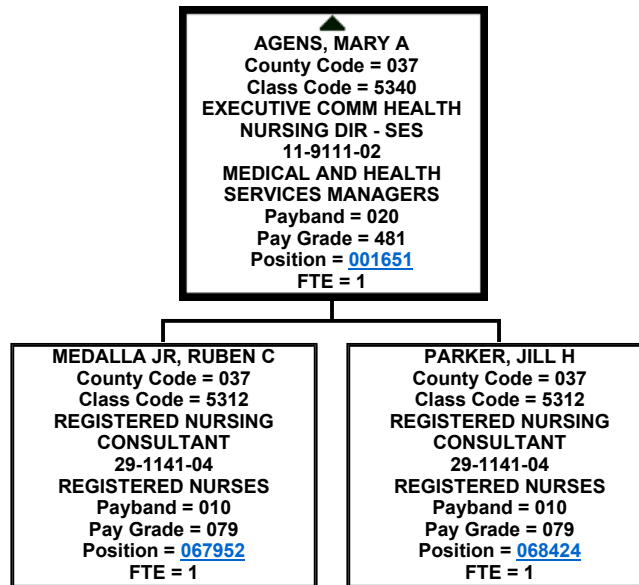 AGENS, MARY A
County Code = 037
Class Code = 5340
EXECUTIVE COMM HEALTH
NURSING DIR - SES
11-9111-02
MEDICAL AND HEALTH
SERVICES MANAGERS
Payband = 020
Pay Grade = 481
Position = 001651
FTE = 1
MEDALLA JR, RUBEN C
County Code = 037
Class Code = 5312
REGISTERED NURSING
CONSULTANT
29-1141-04
REGISTERED NURSES
Payband = 010
Pay Grade = 079
Position = 067952
FTE = 1
PARKER, JILL H
County Code = 037
Class Code = 5312
REGISTERED NURSING
CONSULTANT
29-1141-04
REGISTERED NURSES
Payband = 010
Pay Grade = 079
Position = 068424
FTE = 1